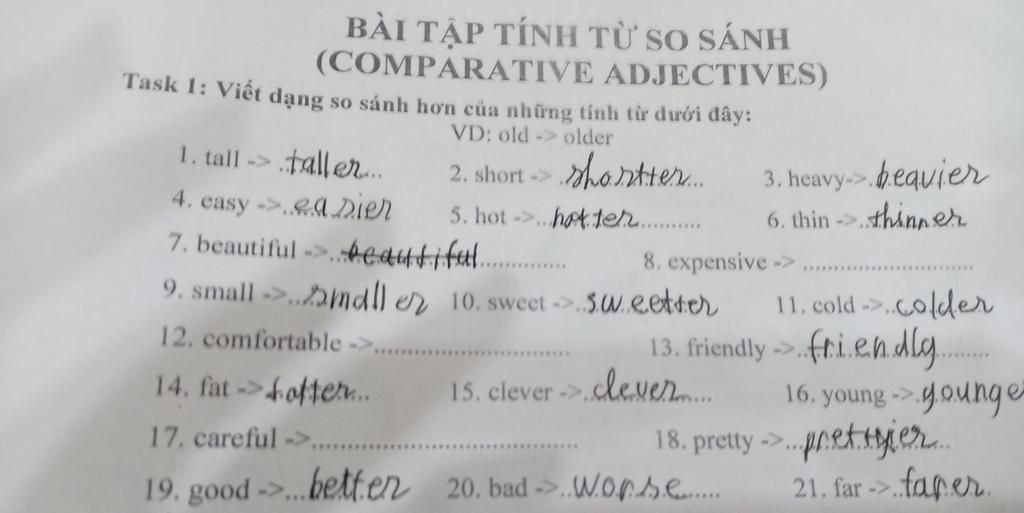 BÀI TẬP TÍNH TỪ SO SÁNH
(COMPARATIVE ADJECTIVES)
Task 1: Viết dạng so sánh hơn của những tính từ dưới đây:
VD: old -> older
1. tall -> ..taller... 2. short -> .shortter... 3. heavy->..heavier
4. easy ->...easier 5. hot ->...hotter.......... 6. thin ->..thinner
7. beautiful ->..beautiful.............. 8. expensive -> ............................
9. small ->...smaller 10. sweet ->..sweetter 11. cold ->..colder
12. comfortable ->................................ 13. friendly ->..friendly.........
14. fat ->fatter... 15. clever ->..clever.... 16. young ->.younge
17. careful ->............................................ 18. pretty ->...prettyier...
19. good ->...better 20. bad ->..worse..... 21. far ->..farer.